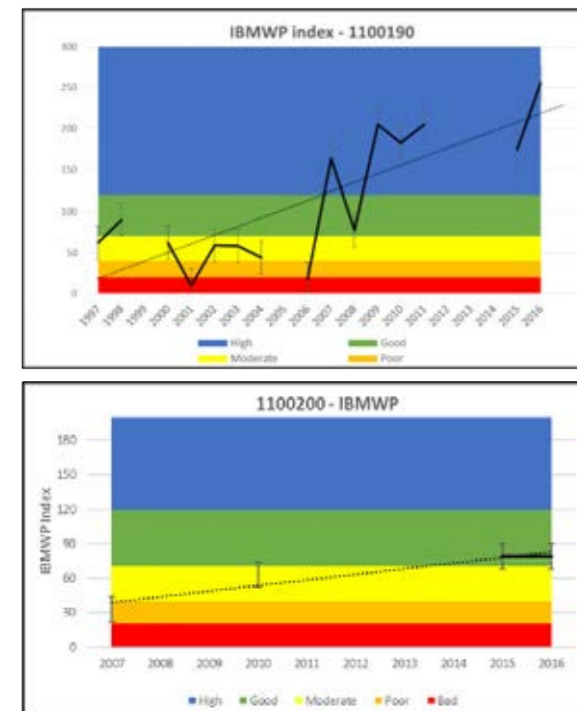 IBMWP index - 1100190
300
250
200
150
100
50
0
1997 1998 1999 2000 2001 2002 2003 2004 2005 2006 2007 2008 2009 2010 2011 2012 2013 2014 2015 2016
High Good
Moderate Poor
1100200 - IBMWP
IBMWP Index
180
150
120
90
60
30
0
2007 2008 2009 2010 2011 2012 2013 2014 2015 2016
High Good Moderate Poor Bad